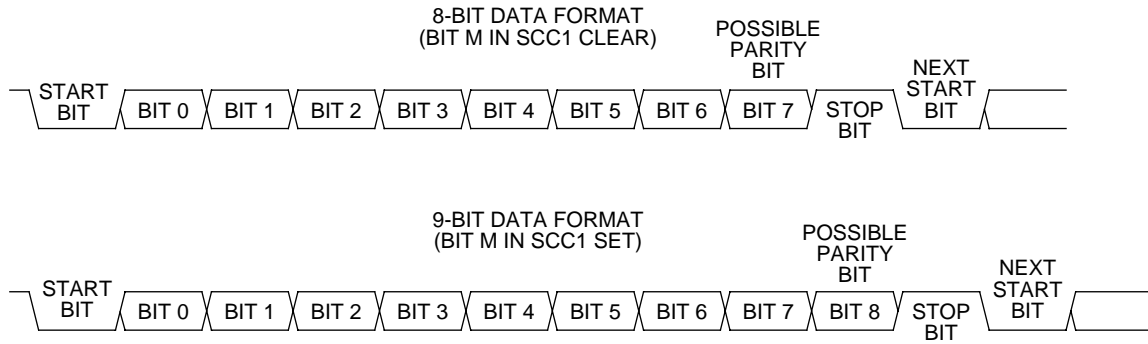 8-BIT DATA FORMAT
(BIT M IN SCC1 CLEAR)
POSSIBLE
PARITY
BIT
START
BIT
BIT 0
BIT 1
BIT 2
BIT 3
BIT 4
BIT 5
BIT 6
BIT 7
STOP
BIT
NEXT
START
BIT
9-BIT DATA FORMAT
(BIT M IN SCC1 SET)
POSSIBLE
PARITY
BIT
START
BIT
BIT 0
BIT 1
BIT 2
BIT 3
BIT 4
BIT 5
BIT 6
BIT 7
BIT 8
STOP
BIT
NEXT
START
BIT